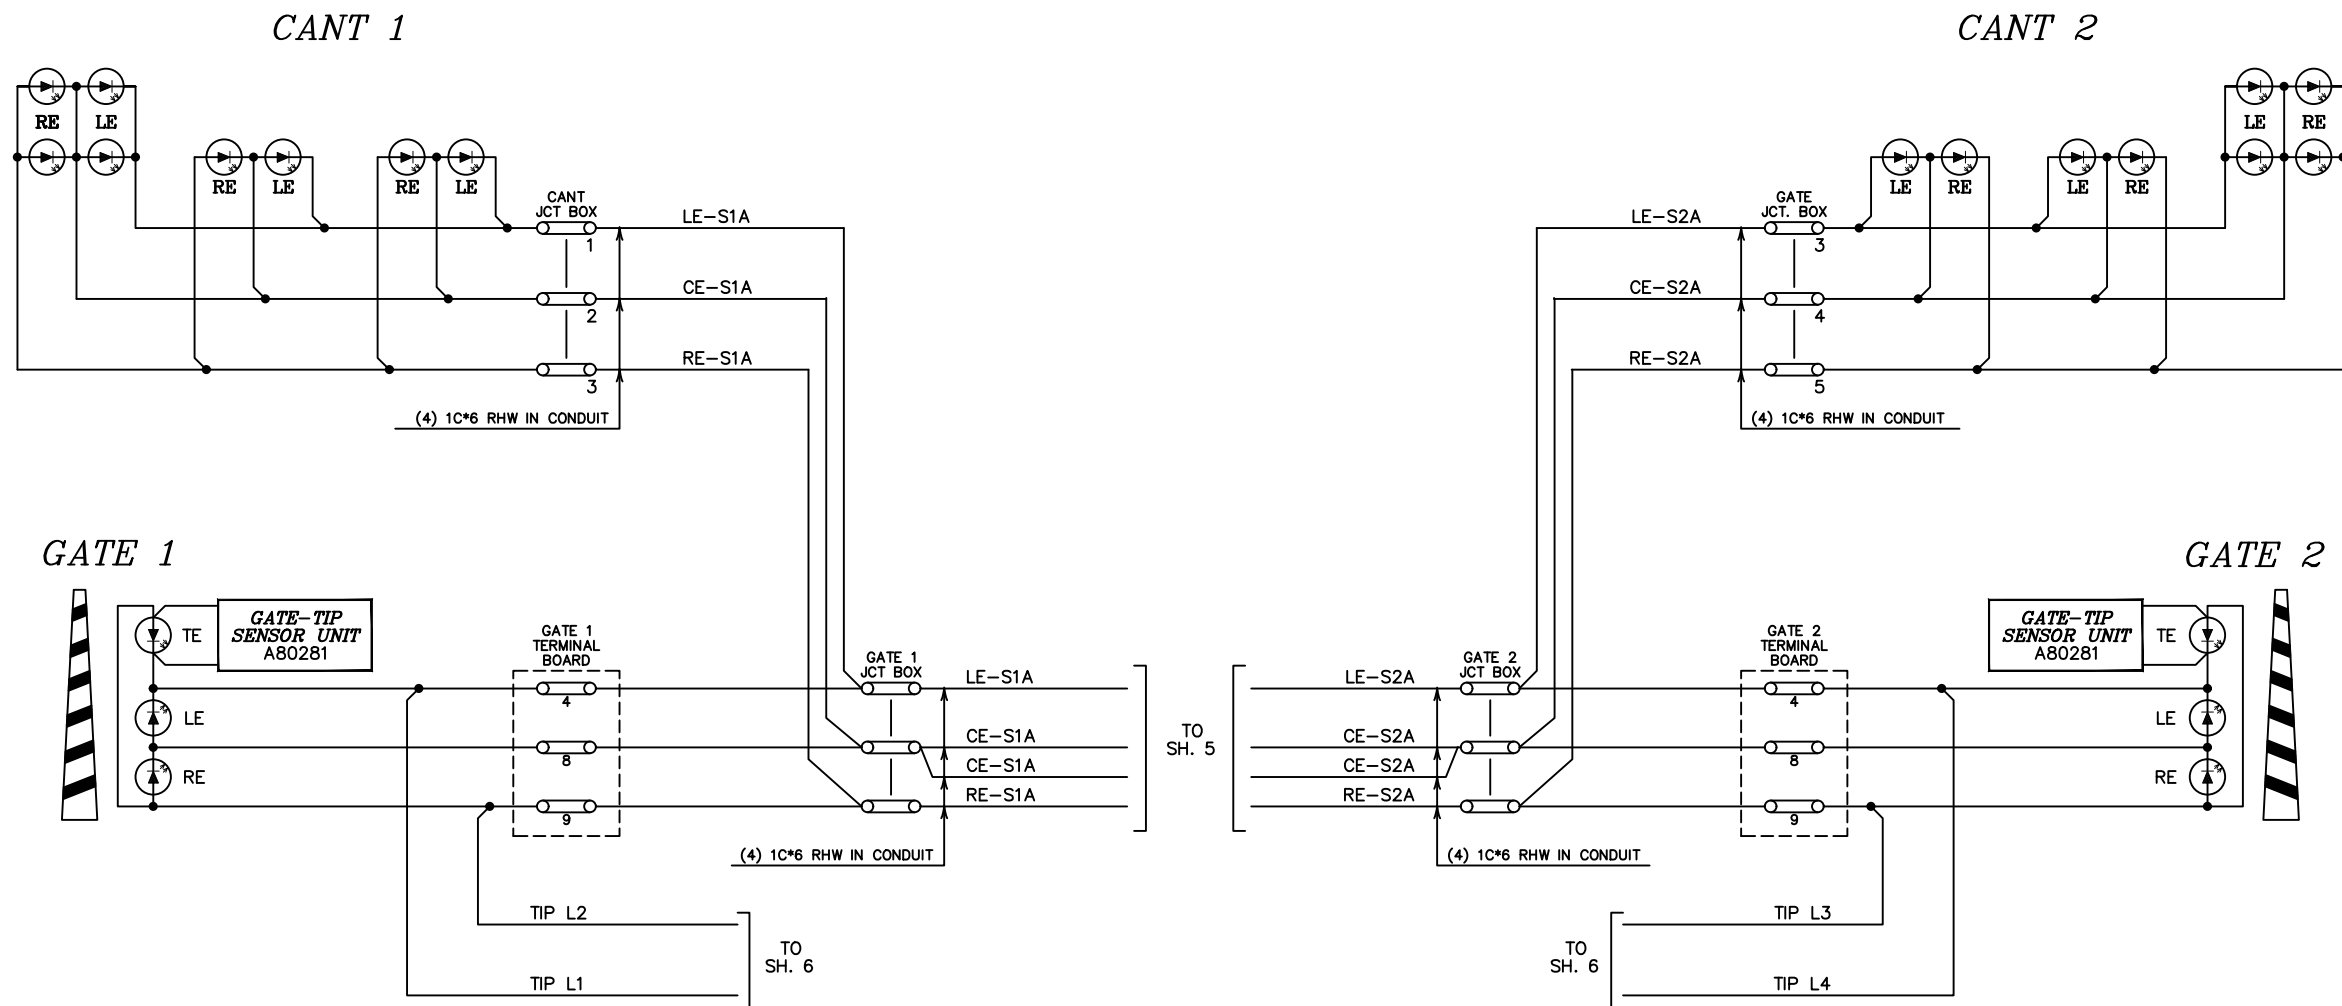 CANT 1
CANT 2
RE LE
RE LE
RE LE
CANT
JCT BOX
1
2
3
LE-S1A
CE-S1A
RE-S1A
(4) 1C*6 RHW IN CONDUIT
LE-S2A
CE-S2A
RE-S2A
GATE
JCT. BOX
3
4
5
(4) 1C*6 RHW IN CONDUIT
LE RE
LE RE
LE RE
GATE 1
GATE-TIP
SENSOR UNIT
A80281
TE
LE
RE
GATE 1
TERMINAL
BOARD
4
8
9
GATE 1
JCT BOX
LE-S1A
CE-S1A
CE-S1A
RE-S1A
(4) 1C*6 RHW IN CONDUIT
TO
SH. 5
TIP L2
TIP L1
TO
SH. 6
GATE 2
LE-S2A
CE-S2A
CE-S2A
RE-S2A
GATE 2
JCT BOX
(4) 1C*6 RHW IN CONDUIT
GATE 2
TERMINAL
BOARD
4
8
9
GATE-TIP
SENSOR UNIT
A80281
TE
LE
RE
TO
SH. 6
TIP L3
TIP L4